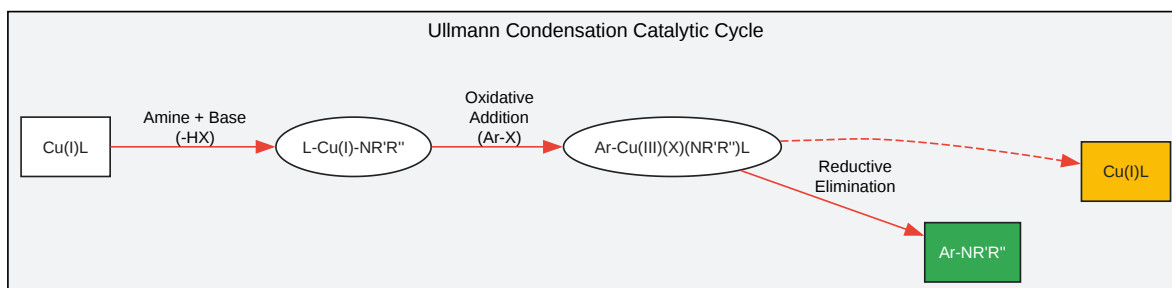 Ullmann Condensation Catalytic Cycle
Cu(I)L
Amine + Base
(-HX)
L-Cu(I)-NR'R"
Oxidative
Addition
(Ar-X)
Ar-Cu(III)(X)(NR'R")L
Reductive
Elimination
Cu(I)L
Ar-NR'R"